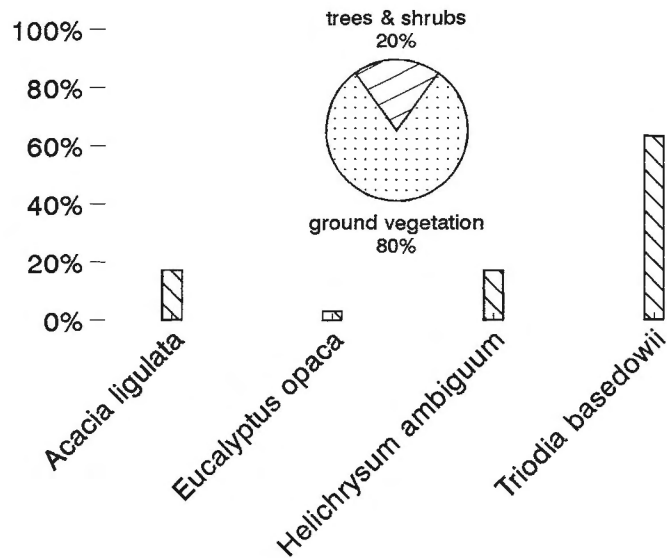 trees & shrubs
20%
100%
80%
60%
40%
20%
0%
ground vegetation
80%
Acacia ligulata
Eucalyptus opaca
Helichrysum ambiguum
Triodia basedowii